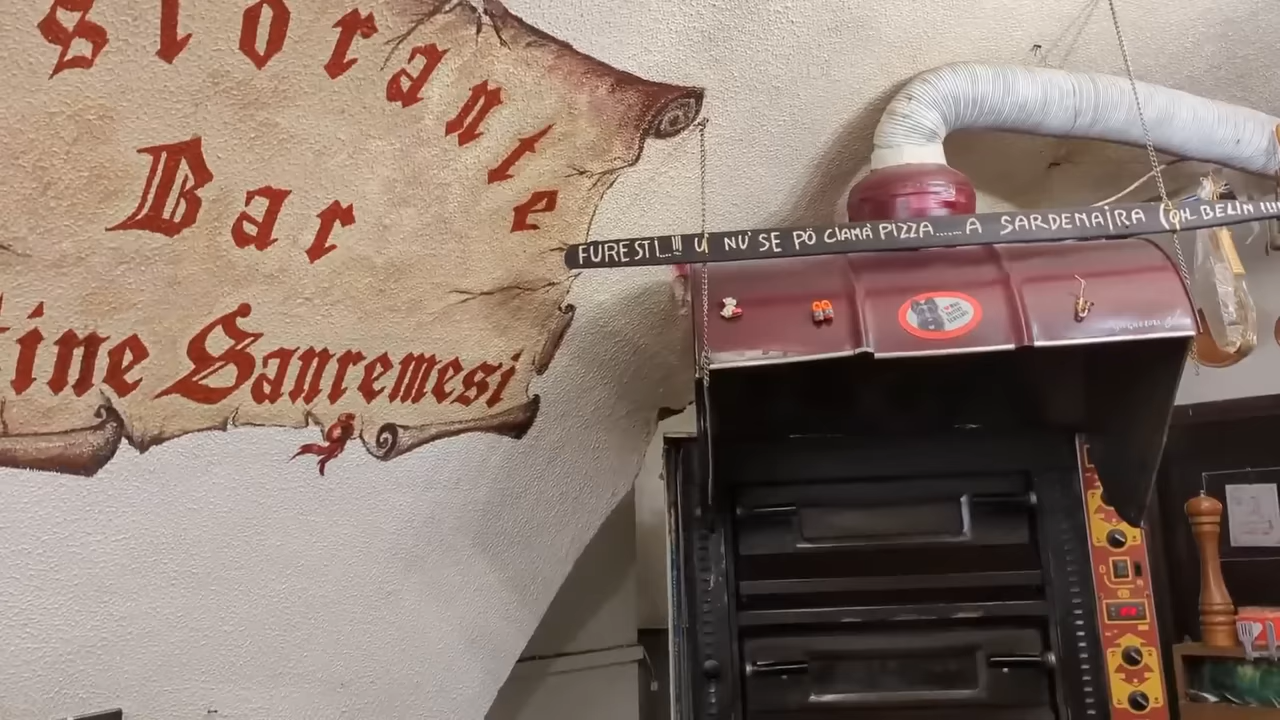 storante
Bar
tine Sanremesi
FURESTI...!!! U NU' SE PÖ CIAMÀ PIZZA...... A SARDENAIRA (OH BELIN !!!!